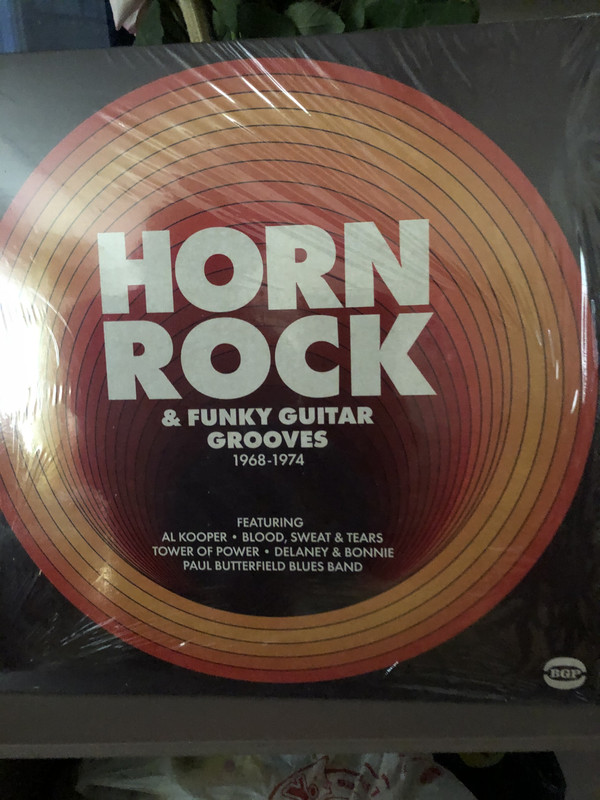 HORN
ROCK
& FUNKY GUITAR
GROOVES
1968-1974
FEATURING
AL KOOPER • BLOOD, SWEAT & TEARS
TOWER OF POWER • DELANEY & BONNIE
PAUL BUTTERFIELD BLUES BAND
BGP